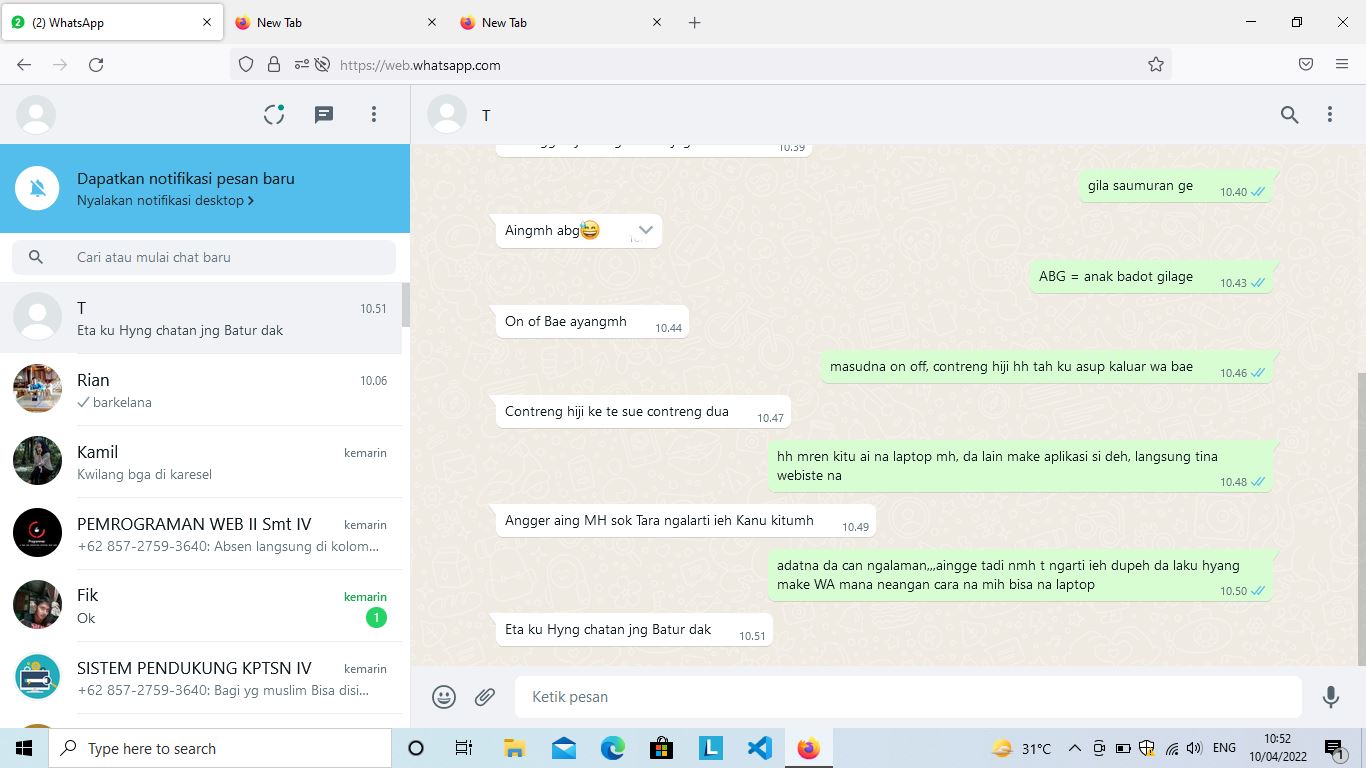 (2) WhatsApp
New Tab
New Tab
https://web.whatsapp.com
T
Dapatkan notifikasi pesan baru
Nyalakan notifikasi desktop
Cari atau mulai chat baru
T
10.51
Eta ku Hyng chatan jng Batur dak
Rian
10.06
barkelana
Kamil
kemarin
Kwilang bga di karesel
PEMROGRAMAN WEB II Smt IV
kemarin
+62 857-2759-3640: Absen langsung di kolom...
Fik
kemarin
Ok
1
SISTEM PENDUKUNG KPTSN IV
kemarin
+62 857-2759-3640: Bagi yg muslim Bisa disi...
10.39
gila saumuran ge
10.40
Aingmh abg😅
ABG = anak badot gilage
10.43
On of Bae ayangmh
10.44
masudna on off, contreng hiji hh tah ku asup kaluar wa bae
10.46
Contreng hiji ke te sue contreng dua
10.47
hh mren kitu ai na laptop mh, da lain make aplikasi si deh, langsung tina
webiste na
10.48
Angger aing MH sok Tara ngalarti ieh Kanu kitumh
10.49
adatna da can ngalaman,,,aingge tadi nmh t ngarti ieh dupeh da laku hyang
make WA mana neangan cara na mih bisa na laptop
10.50
Eta ku Hyng chatan jng Batur dak
10.51
Ketik pesan
Type here to search
31°C
ENG
10:52
10/04/2022
1